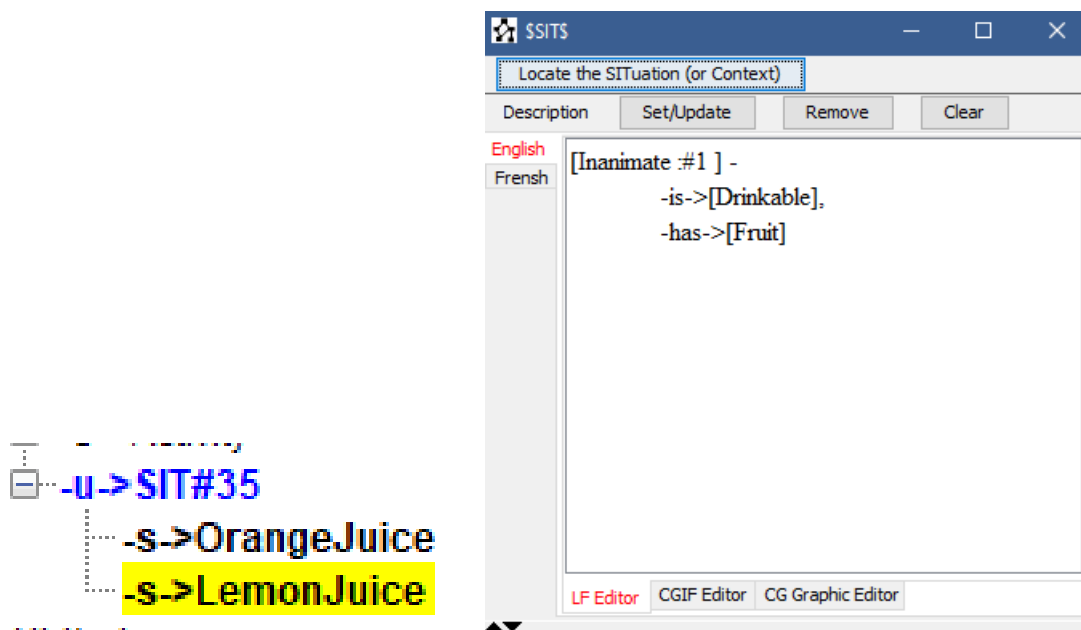 -u->SIT#35
-s->OrangeJuice
-s->LemonJuice
$SIT$
Locate the SITuation (or Context)
Description Set/Update Remove Clear
English
Frensh
[Inanimate :#1 ] -
-is->[Drinkable],
-has->[Fruit]
LF Editor CGIF Editor CG Graphic Editor